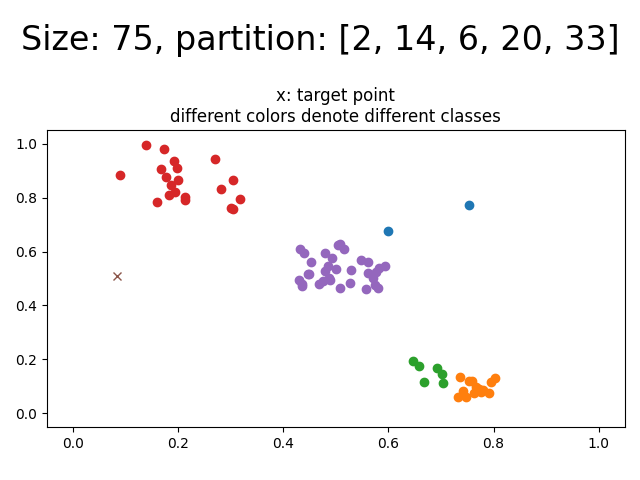 Size: 75, partition: [2, 14, 6, 20, 33]
x: target point
different colors denote different classes
1.0
0.8
0.6
0.4
0.2
0.0
0.0 0.2 0.4 0.6 0.8 1.0